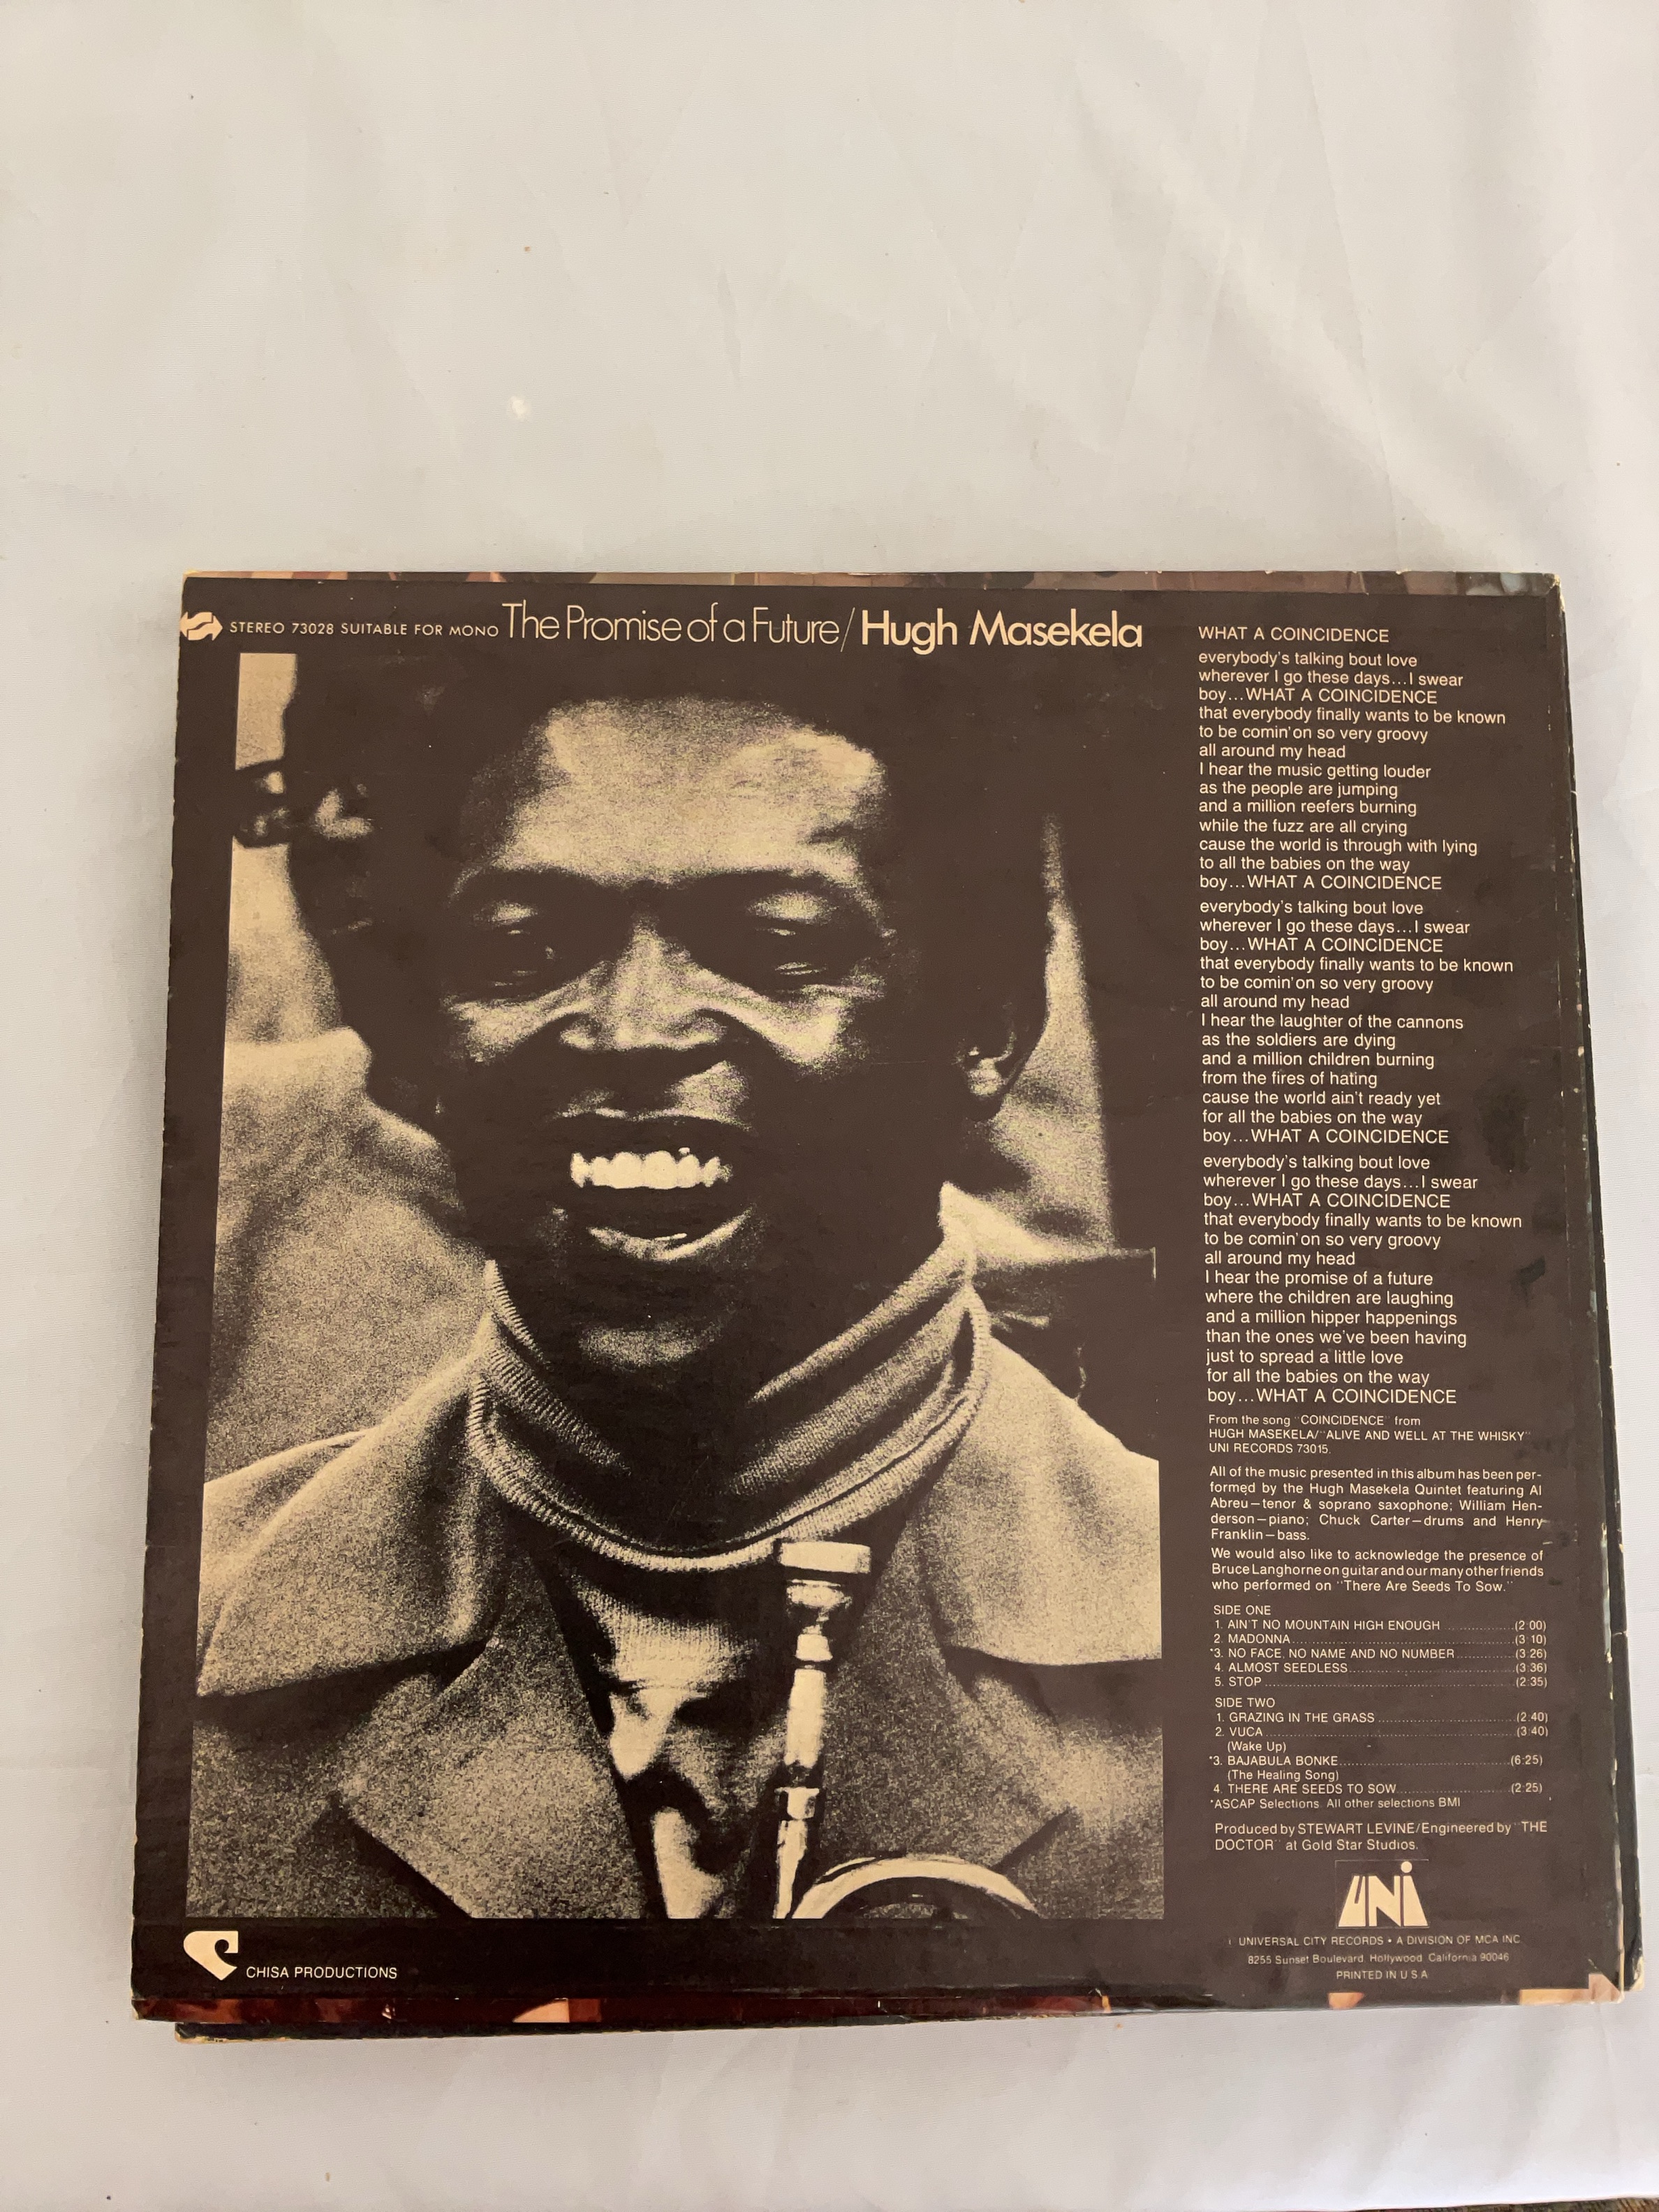 STEREO 73028 SUITABLE FOR MONO The Promise of a Future/Hugh Masekela
WHAT A COINCIDENCE
everybody's talking bout love
wherever I go these days...I swear
boy...WHAT A COINCIDENCE
that everybody finally wants to be known
to be comin'on so very groovy
all around my head
I hear the music getting louder
as the people are jumping
and a million reefers burning
while the fuzz are all crying
cause the world is through with lying
to all the babies on the way
boy...WHAT A COINCIDENCE
everybody's talking bout love
wherever I go these days...I swear
boy...WHAT A COINCIDENCE
that everybody finally wants to be known
to be comin'on so very groovy
all around my head
I hear the laughter of the cannons
as the soldiers are dying
and a million children burning
from the fires of hating
cause the world ain't ready yet
for all the babies on the way
boy...WHAT A COINCIDENCE
everybody's talking bout love
wherever I go these days...I swear
boy...WHAT A COINCIDENCE
that everybody finally wants to be known
to be comin'on so very groovy
all around my head
I hear the promise of a future
where the children are laughing
and a million hipper happenings
than the ones we've been having
just to spread a little love
for all the babies on the way
boy...WHAT A COINCIDENCE
From the song "COINCIDENCE" from
HUGH MASEKELA/"ALIVE AND WELL AT THE WHISKY"
UNI RECORDS 73015.
All of the music presented in this album has been per-
formed by the Hugh Masekela Quintet featuring Al
Abreu—tenor & soprano saxophone; William Hen-
derson—piano; Chuck Carter—drums and Henry
Franklin—bass.
We would also like to acknowledge the presence of
Bruce Langhorne on guitar and our many other friends
who performed on "There Are Seeds To Sow."
SIDE ONE
1. AIN'T NO MOUNTAIN HIGH ENOUGH (2:00)
2. MADONNA (3:10)
*3. NO FACE, NO NAME AND NO NUMBER (3:26)
4. ALMOST SEEDLESS (3:36)
5. STOP (2:35)
SIDE TWO
1. GRAZING IN THE GRASS (2:40)
2. VUCA (3:40)
(Wake Up)
*3. BAJABULA BONKE (6:25)
(The Healing Song)
4. THERE ARE SEEDS TO SOW (2:25)
*ASCAP Selections. All other selections BMI
Produced by STEWART LEVINE/Engineered by "THE
DOCTOR" at Gold Star Studios.
UNI
UNIVERSAL CITY RECORDS • A DIVISION OF MCA INC.
8255 Sunset Boulevard, Hollywood, California 90046
PRINTED IN U.S.A.
CHISA PRODUCTIONS